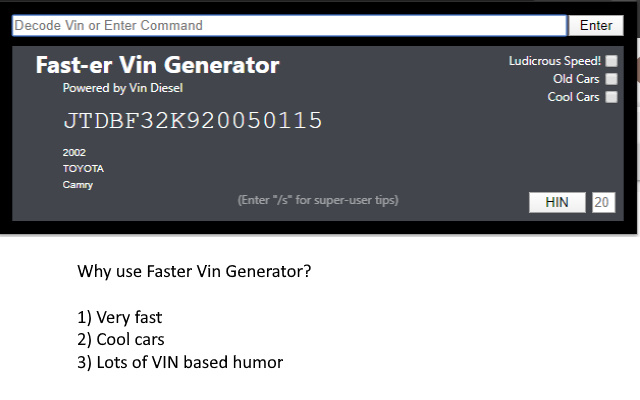 Decode Vin or Enter Command
Enter
Fast-er Vin Generator
Ludicrous Speed!
Powered by Vin Diesel
Old Cars
Cool Cars
JTDBF32K920050115
2002
TOYOTA
Camry
(Enter "/s" for super-user tips)
HIN
20
Why use Faster Vin Generator?
1) Very fast
2) Cool cars
3) Lots of VIN based humor